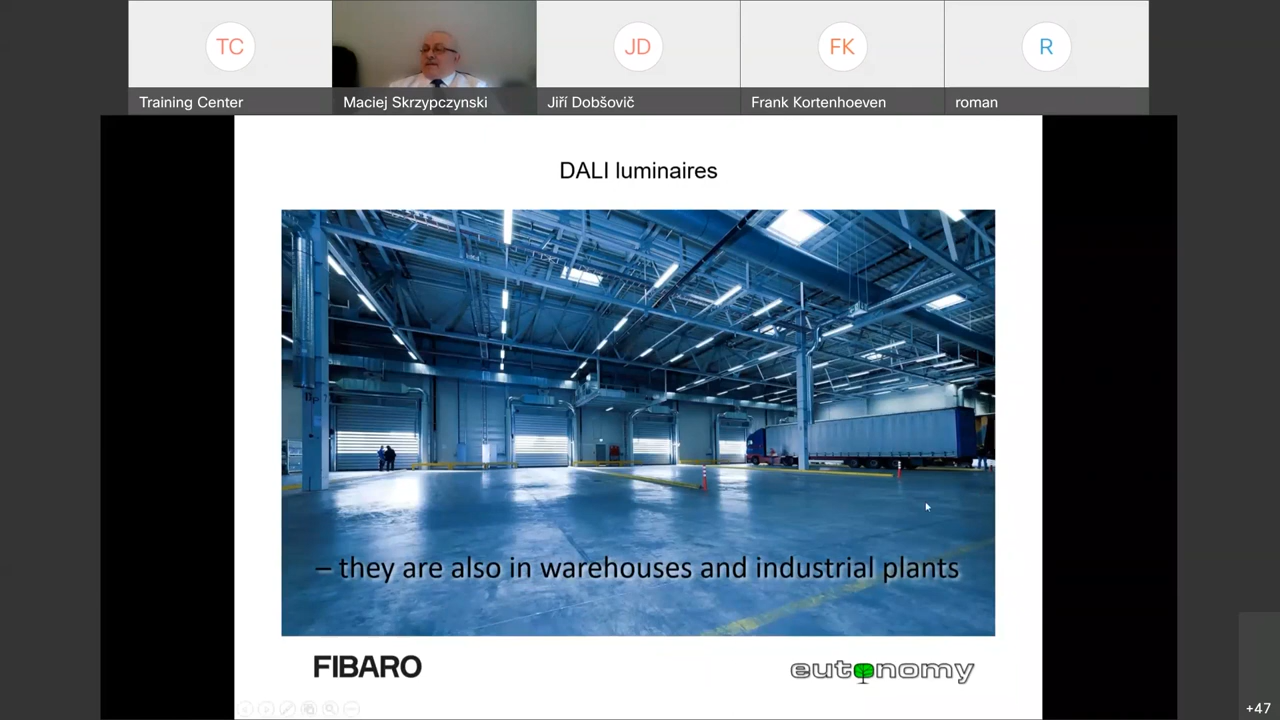 TC
JD
FK
R
Training Center
Maciej Skrzypczynski
Jiří Dobšovič
Frank Kortenhoeven
roman
DALI luminaires
– they are also in warehouses and industrial plants
FIBARO
eutonomy
+47